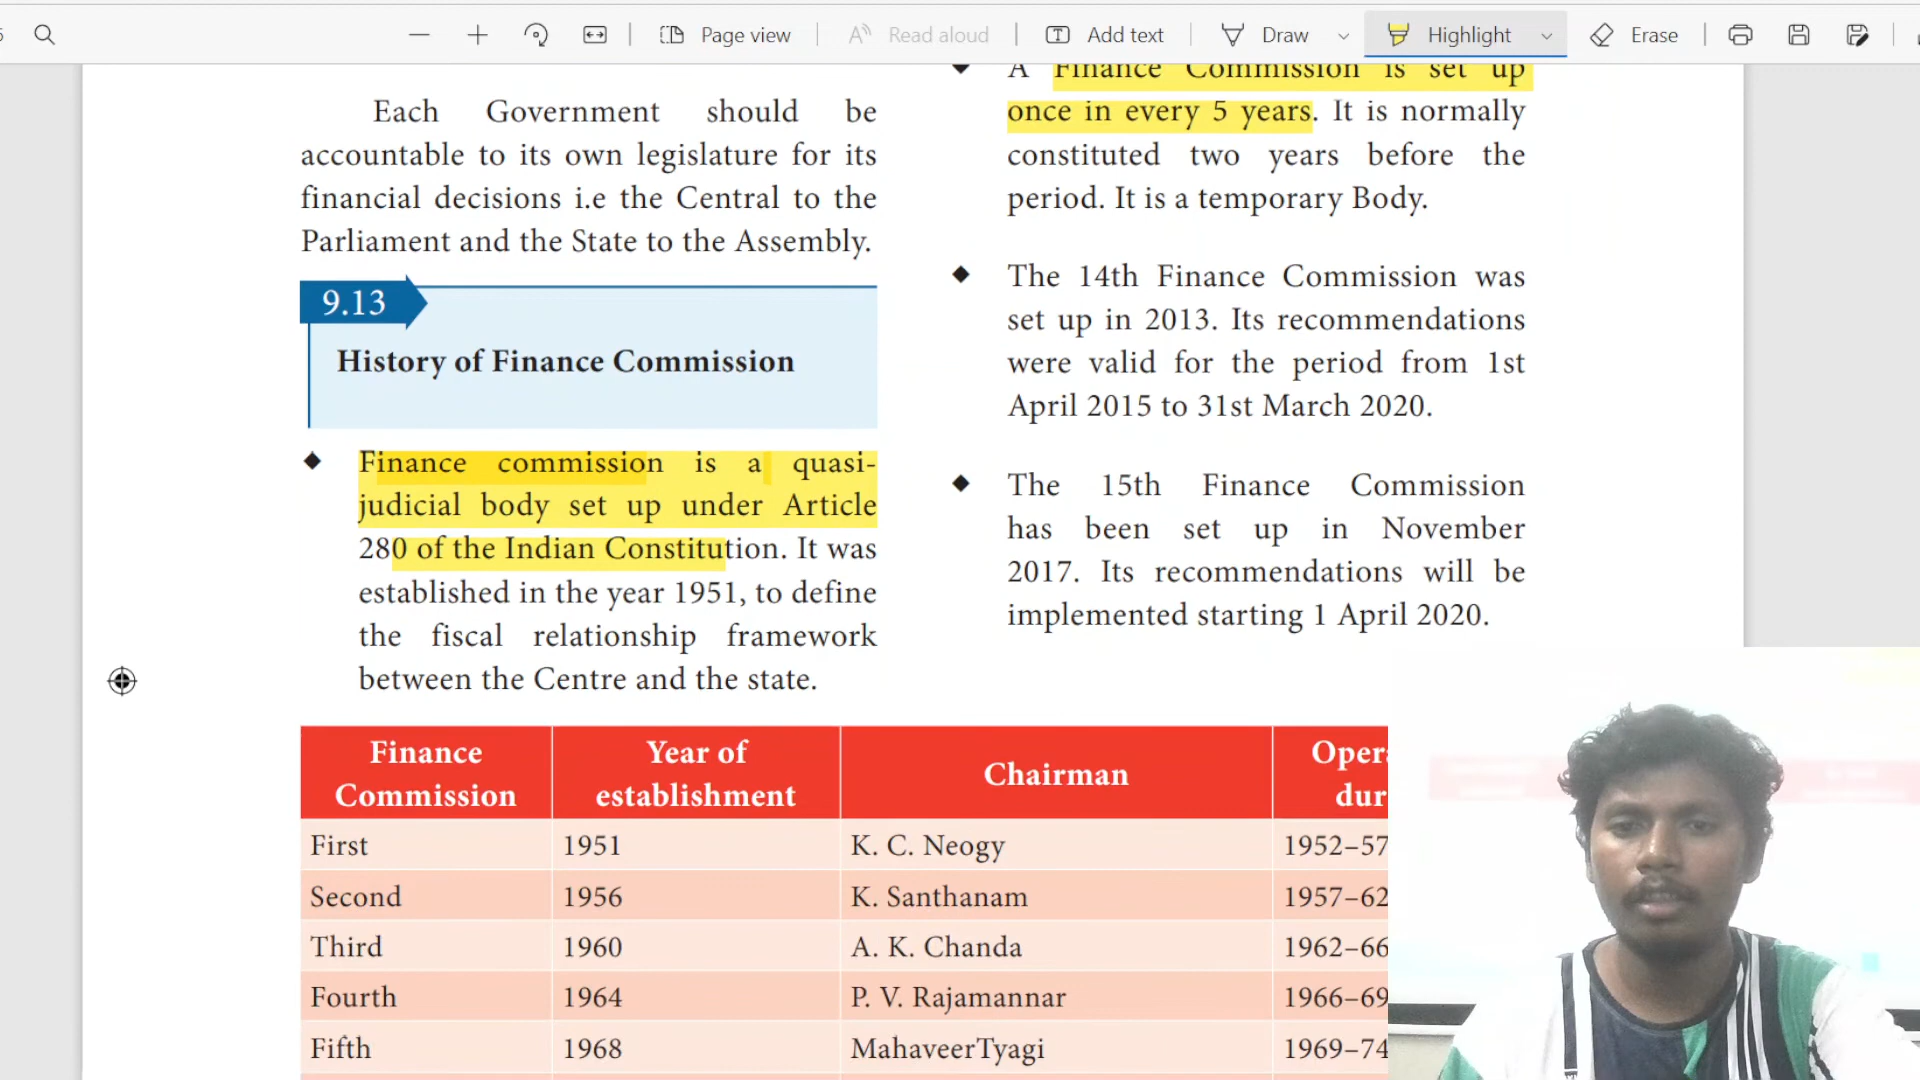 Page view
Read aloud
Add text
Draw
Highlight
Erase
Each Government should be
accountable to its own legislature for its
financial decisions i.e the Central to the
Parliament and the State to the Assembly.
9.13
History of Finance Commission
◆ Finance commission is a quasi-
judicial body set up under Article
280 of the Indian Constitution. It was
established in the year 1951, to define
the fiscal relationship framework
between the Centre and the state.
◆ A Finance Commission is set up
once in every 5 years. It is normally
constituted two years before the
period. It is a temporary Body.
◆ The 14th Finance Commission was
set up in 2013. Its recommendations
were valid for the period from 1st
April 2015 to 31st March 2020.
◆ The 15th Finance Commission
has been set up in November
2017. Its recommendations will be
implemented starting 1 April 2020.
Finance Commission Year of establishment Chairman
First 1951 K. C. Neogy 1952–57
Second 1956 K. Santhanam 1957–62
Third 1960 A. K. Chanda 1962–66
Fourth 1964 P. V. Rajamannar 1966–69
Fifth 1968 MahaveerTyagi 1969–74